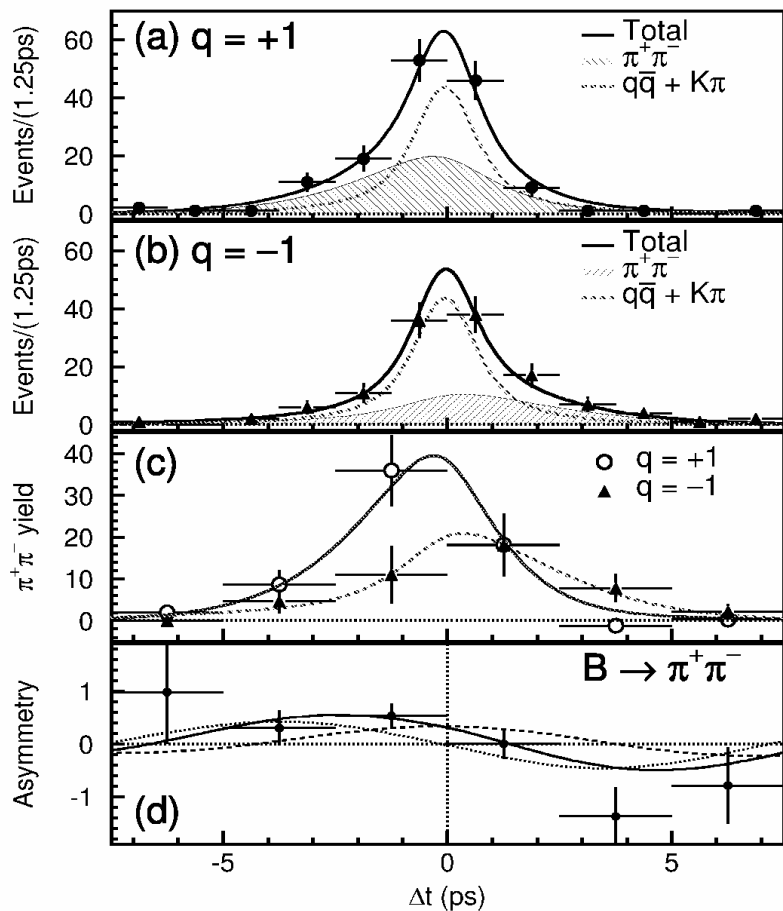 (a) q = +1
Total
π⁺π⁻
qq̅ + Kπ
Events/(1.25ps)
60
40
20
0
(b) q = −1
Total
π⁺π⁻
qq̅ + Kπ
Events/(1.25ps)
60
40
20
0
(c)
q = +1
q = −1
π⁺π⁻ yield
40
30
20
10
0
B → π⁺π⁻
Asymmetry
1
0
-1
(d)
-5 0 5
Δt (ps)